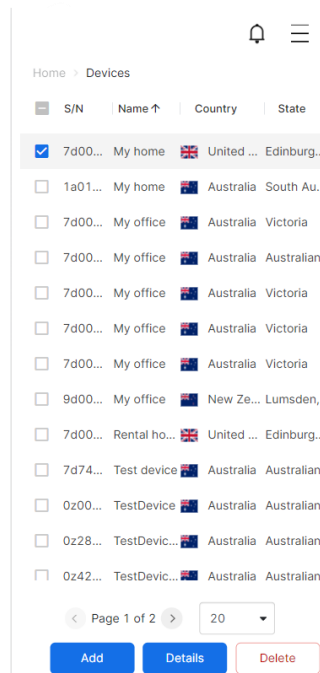 Home > Devices
S/N Name↑ Country State
7d00... My home United ... Edinburg...
1a01... My home Australia South Au...
7d00... My office Australia Victoria
7d00... My office Australia Australian
7d00... My office Australia Victoria
7d00... My office Australia Victoria
7d00... My office Australia Victoria
9d00... My office New Ze... Lumsden,
7d00... Rental ho... United ... Edinburg...
7d74... Test device Australia Australian
0z00... TestDevice Australia Australian
0z28... TestDevic... Australia Australian
0z42... TestDevic... Australia Australian
< Page 1 of 2 > 20
Add Details Delete